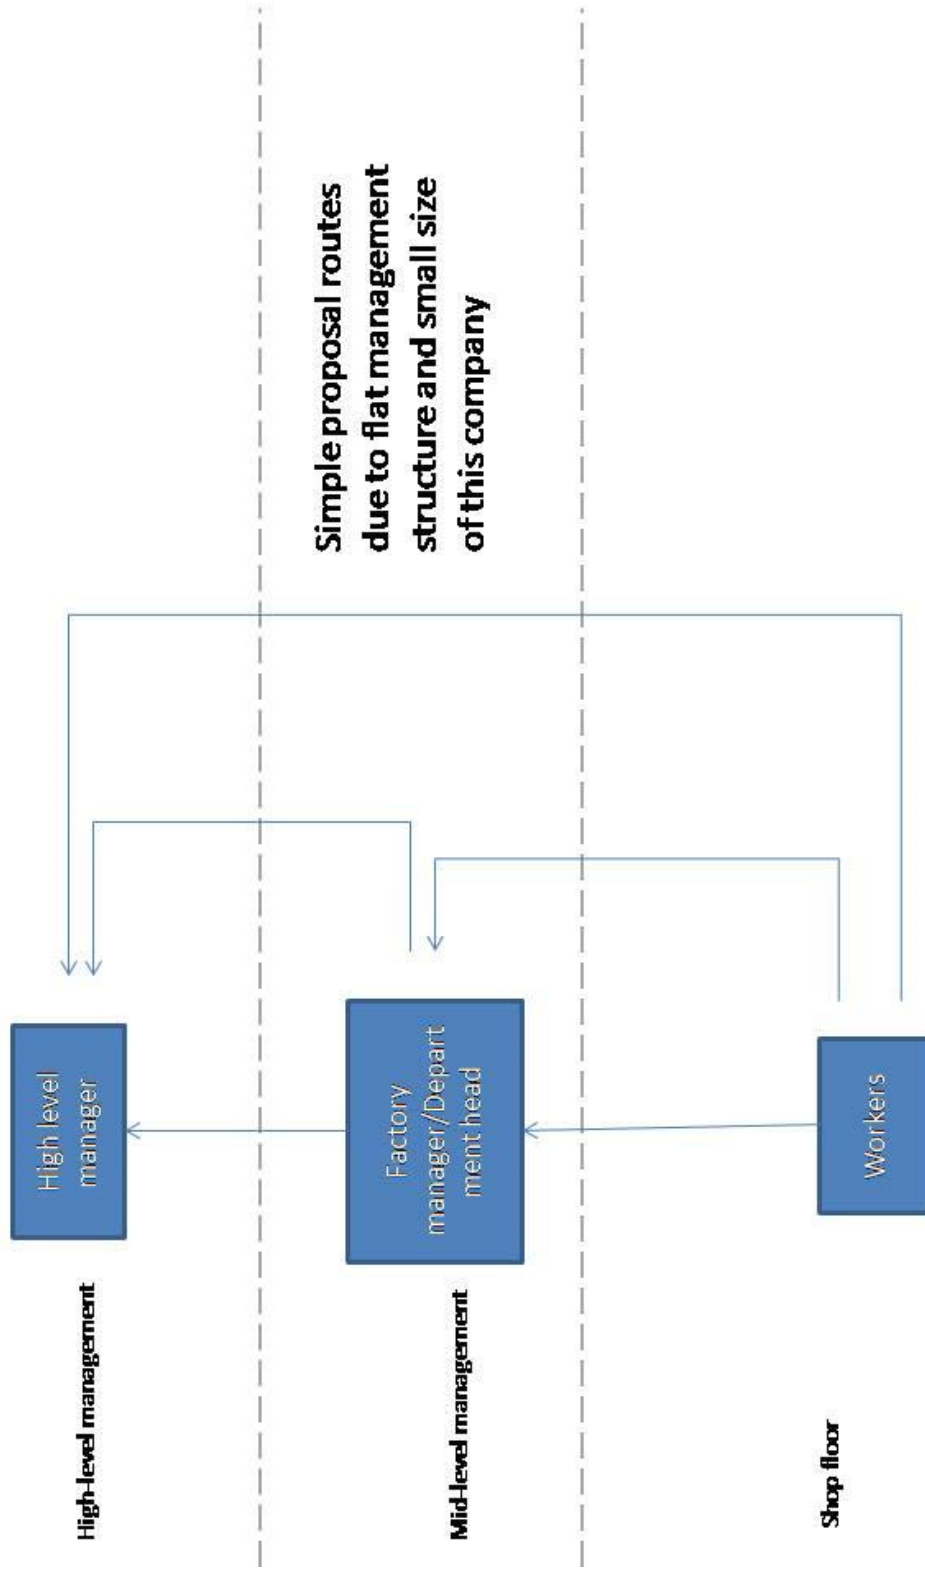 High-level management
High level
manager
Simple proposal routes
due to flat management
structure and small size
of this company
Mid-level management
Factory
manager/Depart
ment head
Shop floor
Workers